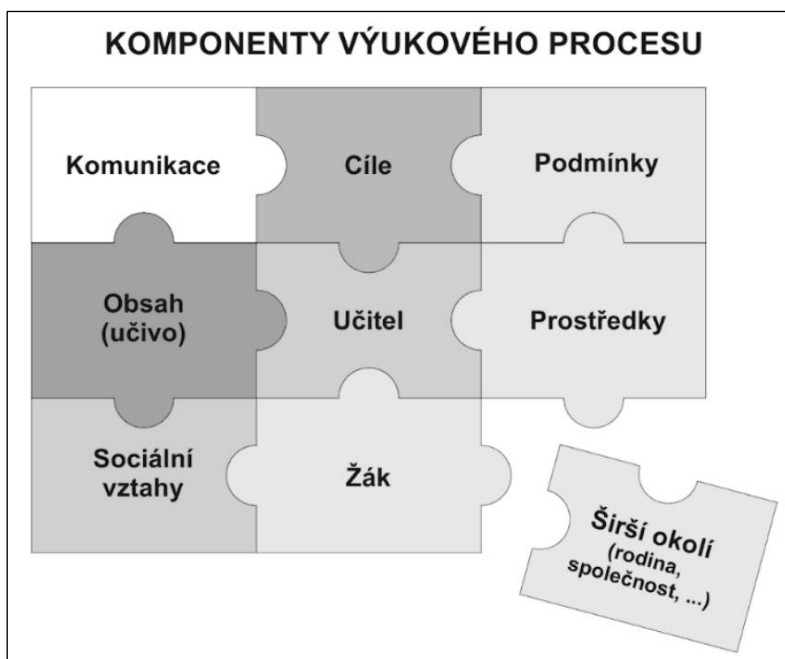 KOMPONENTY VÝUKOVÉHO PROCESU
Komunikace
Cíle
Podmínky
Obsah
(učivo)
Učitel
Prostředky
Sociální
vztahy
Žák
Širší okolí
(rodina,
společnost, ...)